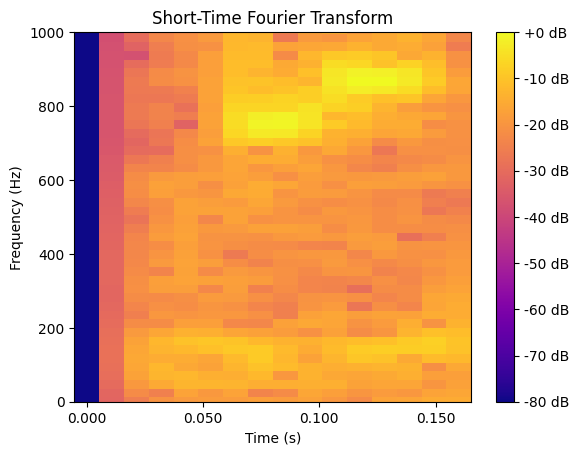 Short-Time Fourier Transform
1000
800
600
400
200
0
Frequency (Hz)
0.000
0.050
0.100
0.150
Time (s)
+0 dB
-10 dB
-20 dB
-30 dB
-40 dB
-50 dB
-60 dB
-70 dB
-80 dB